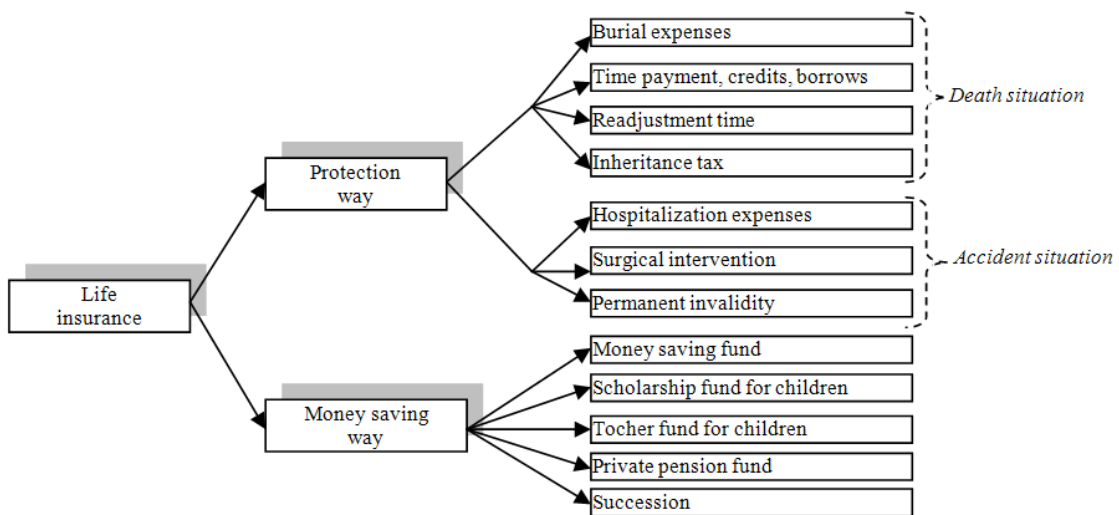 Burial expenses
Time payment, credits, borrows
Death situation
Readjustment time
Inheritance tax
Protection
way
Hospitalization expenses
Surgical intervention
Accident situation
Permanent invalidity
Life
insurance
Money saving fund
Scholarship fund for children
Money saving
way
Tocher fund for children
Private pension fund
Succession